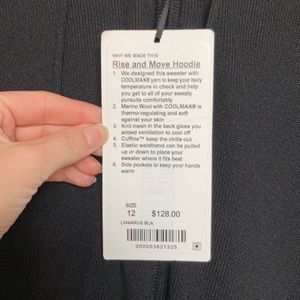 WHY WE MADE THIS
Rise and Move Hoodie
1. We designed this sweater with
COOLMAX® yarn to keep your body
temperature in check and help
you get to all of your sweaty
pursuits comfortably
2. Merino Wool with COOLMAX® is
thermo-regulating and soft
against your skin
3. Knit mesh in the back gives you
added ventilation to cool off
4. Cuffins™ keep the chills out
5. Elastic waistband can be pulled
up or down to place your
sweater where it fits best
6. Side pockets to keep your hands
warm
SIZE
12 $128.00
LW4ARUS BLK
000003821325